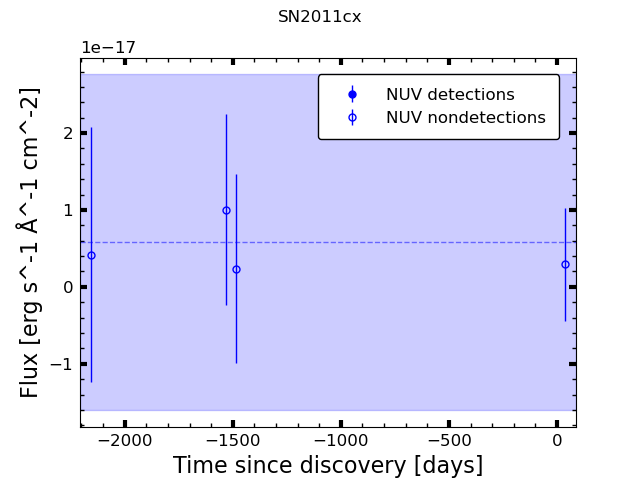 SN2011cx
1e−17
NUV detections
NUV nondetections
2
1
0
−1
Flux [erg s^-1 Å^-1 cm^-2]
−2000 −1500 −1000 −500 0
Time since discovery [days]